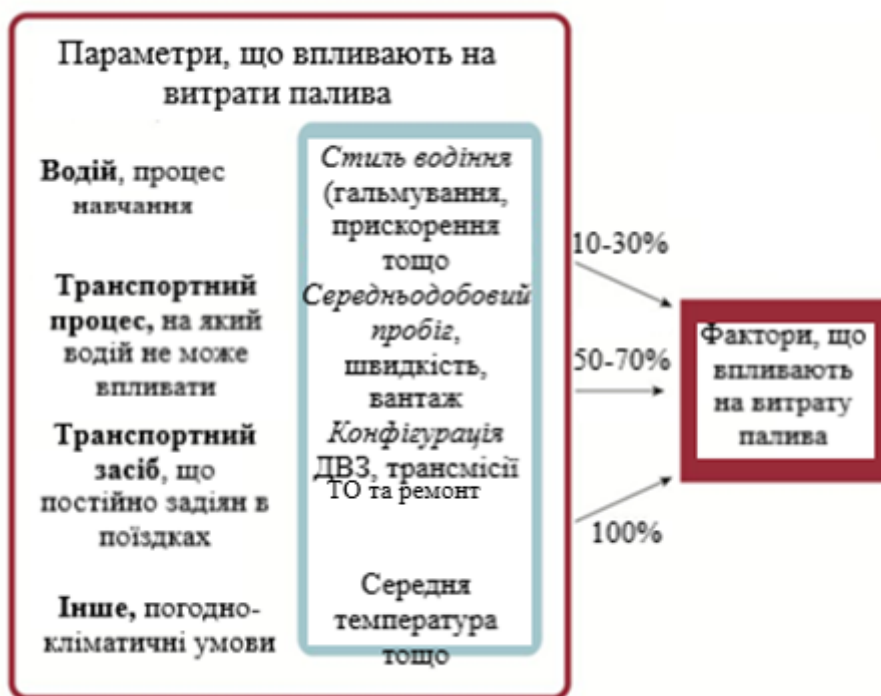 Параметри, що впливають на
витрати палива
Водій, процес
навчання
Стиль водіння
(гальмування,
прискорення
тощо
Транспортний
процес, на який
водій не може
впливати
Середньодобовий
пробіг,
швидкість,
вантаж
Транспортний
засіб, що
постійно задіян в
поїздках
Конфігурація
ДВЗ, трансмісії
ТО та ремонт
Інше, погодно-
кліматичні умови
Середня
температура
тощо
10-30%
50-70%
100%
Фактори, що
впливають
на витрату
палива